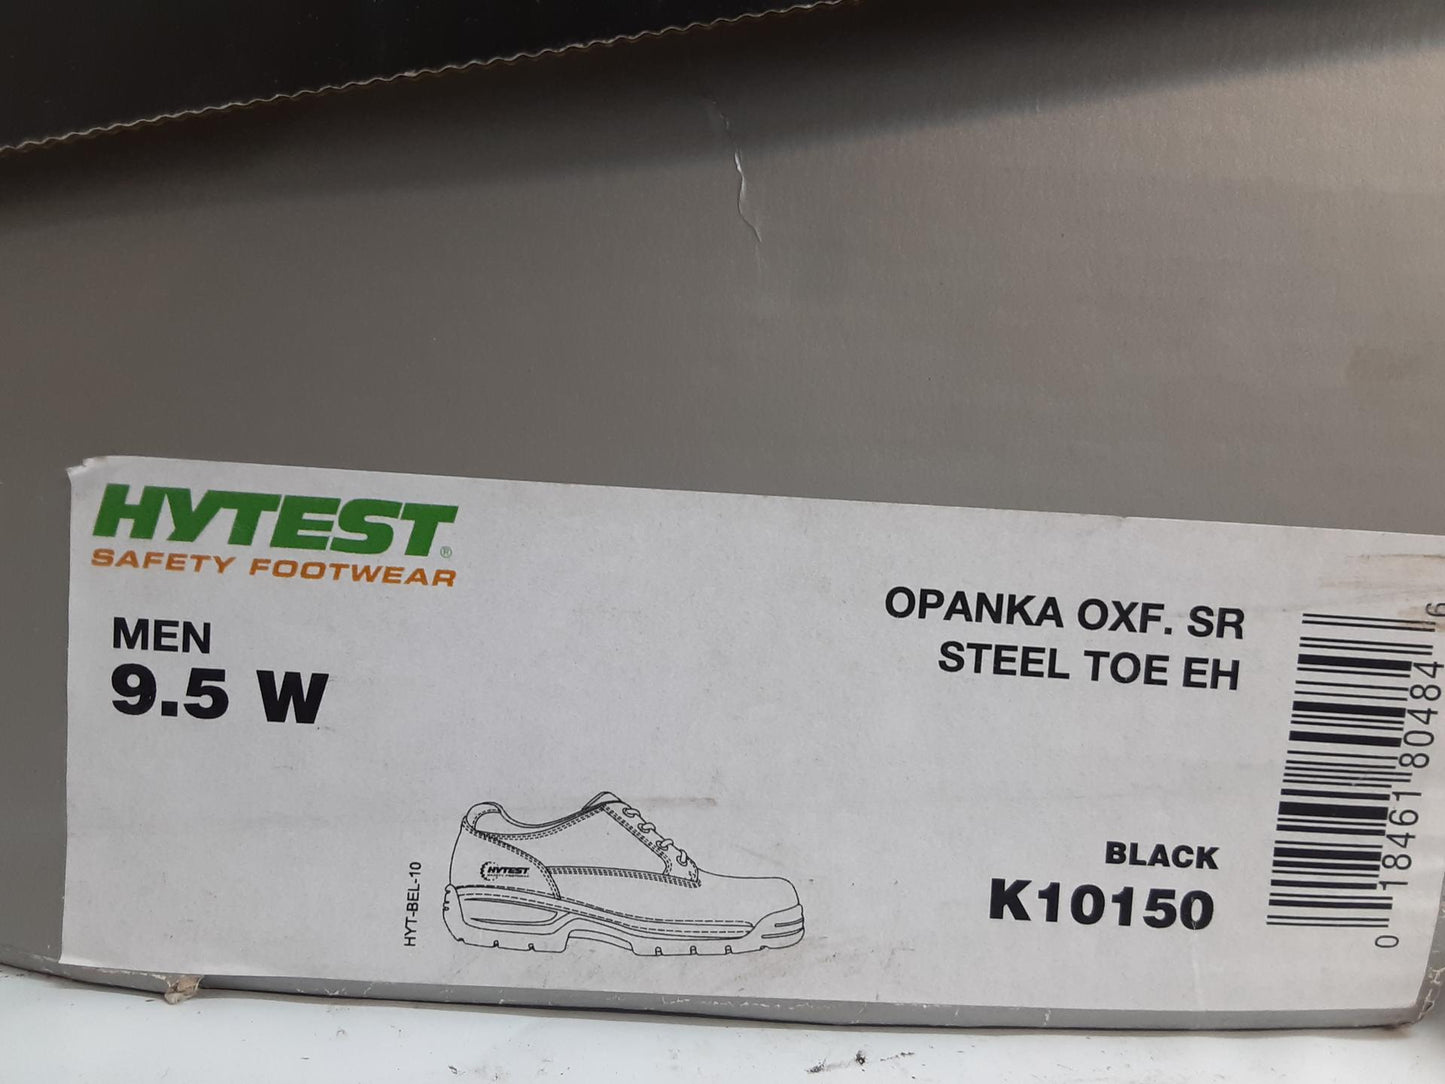 HYTEST®
SAFETY FOOTWEAR
MEN
9.5 W
OPANKA OXF. SR
STEEL TOE EH
HYT-BEL-10
HYTEST
BLACK
K10150
0 18461 80484 6